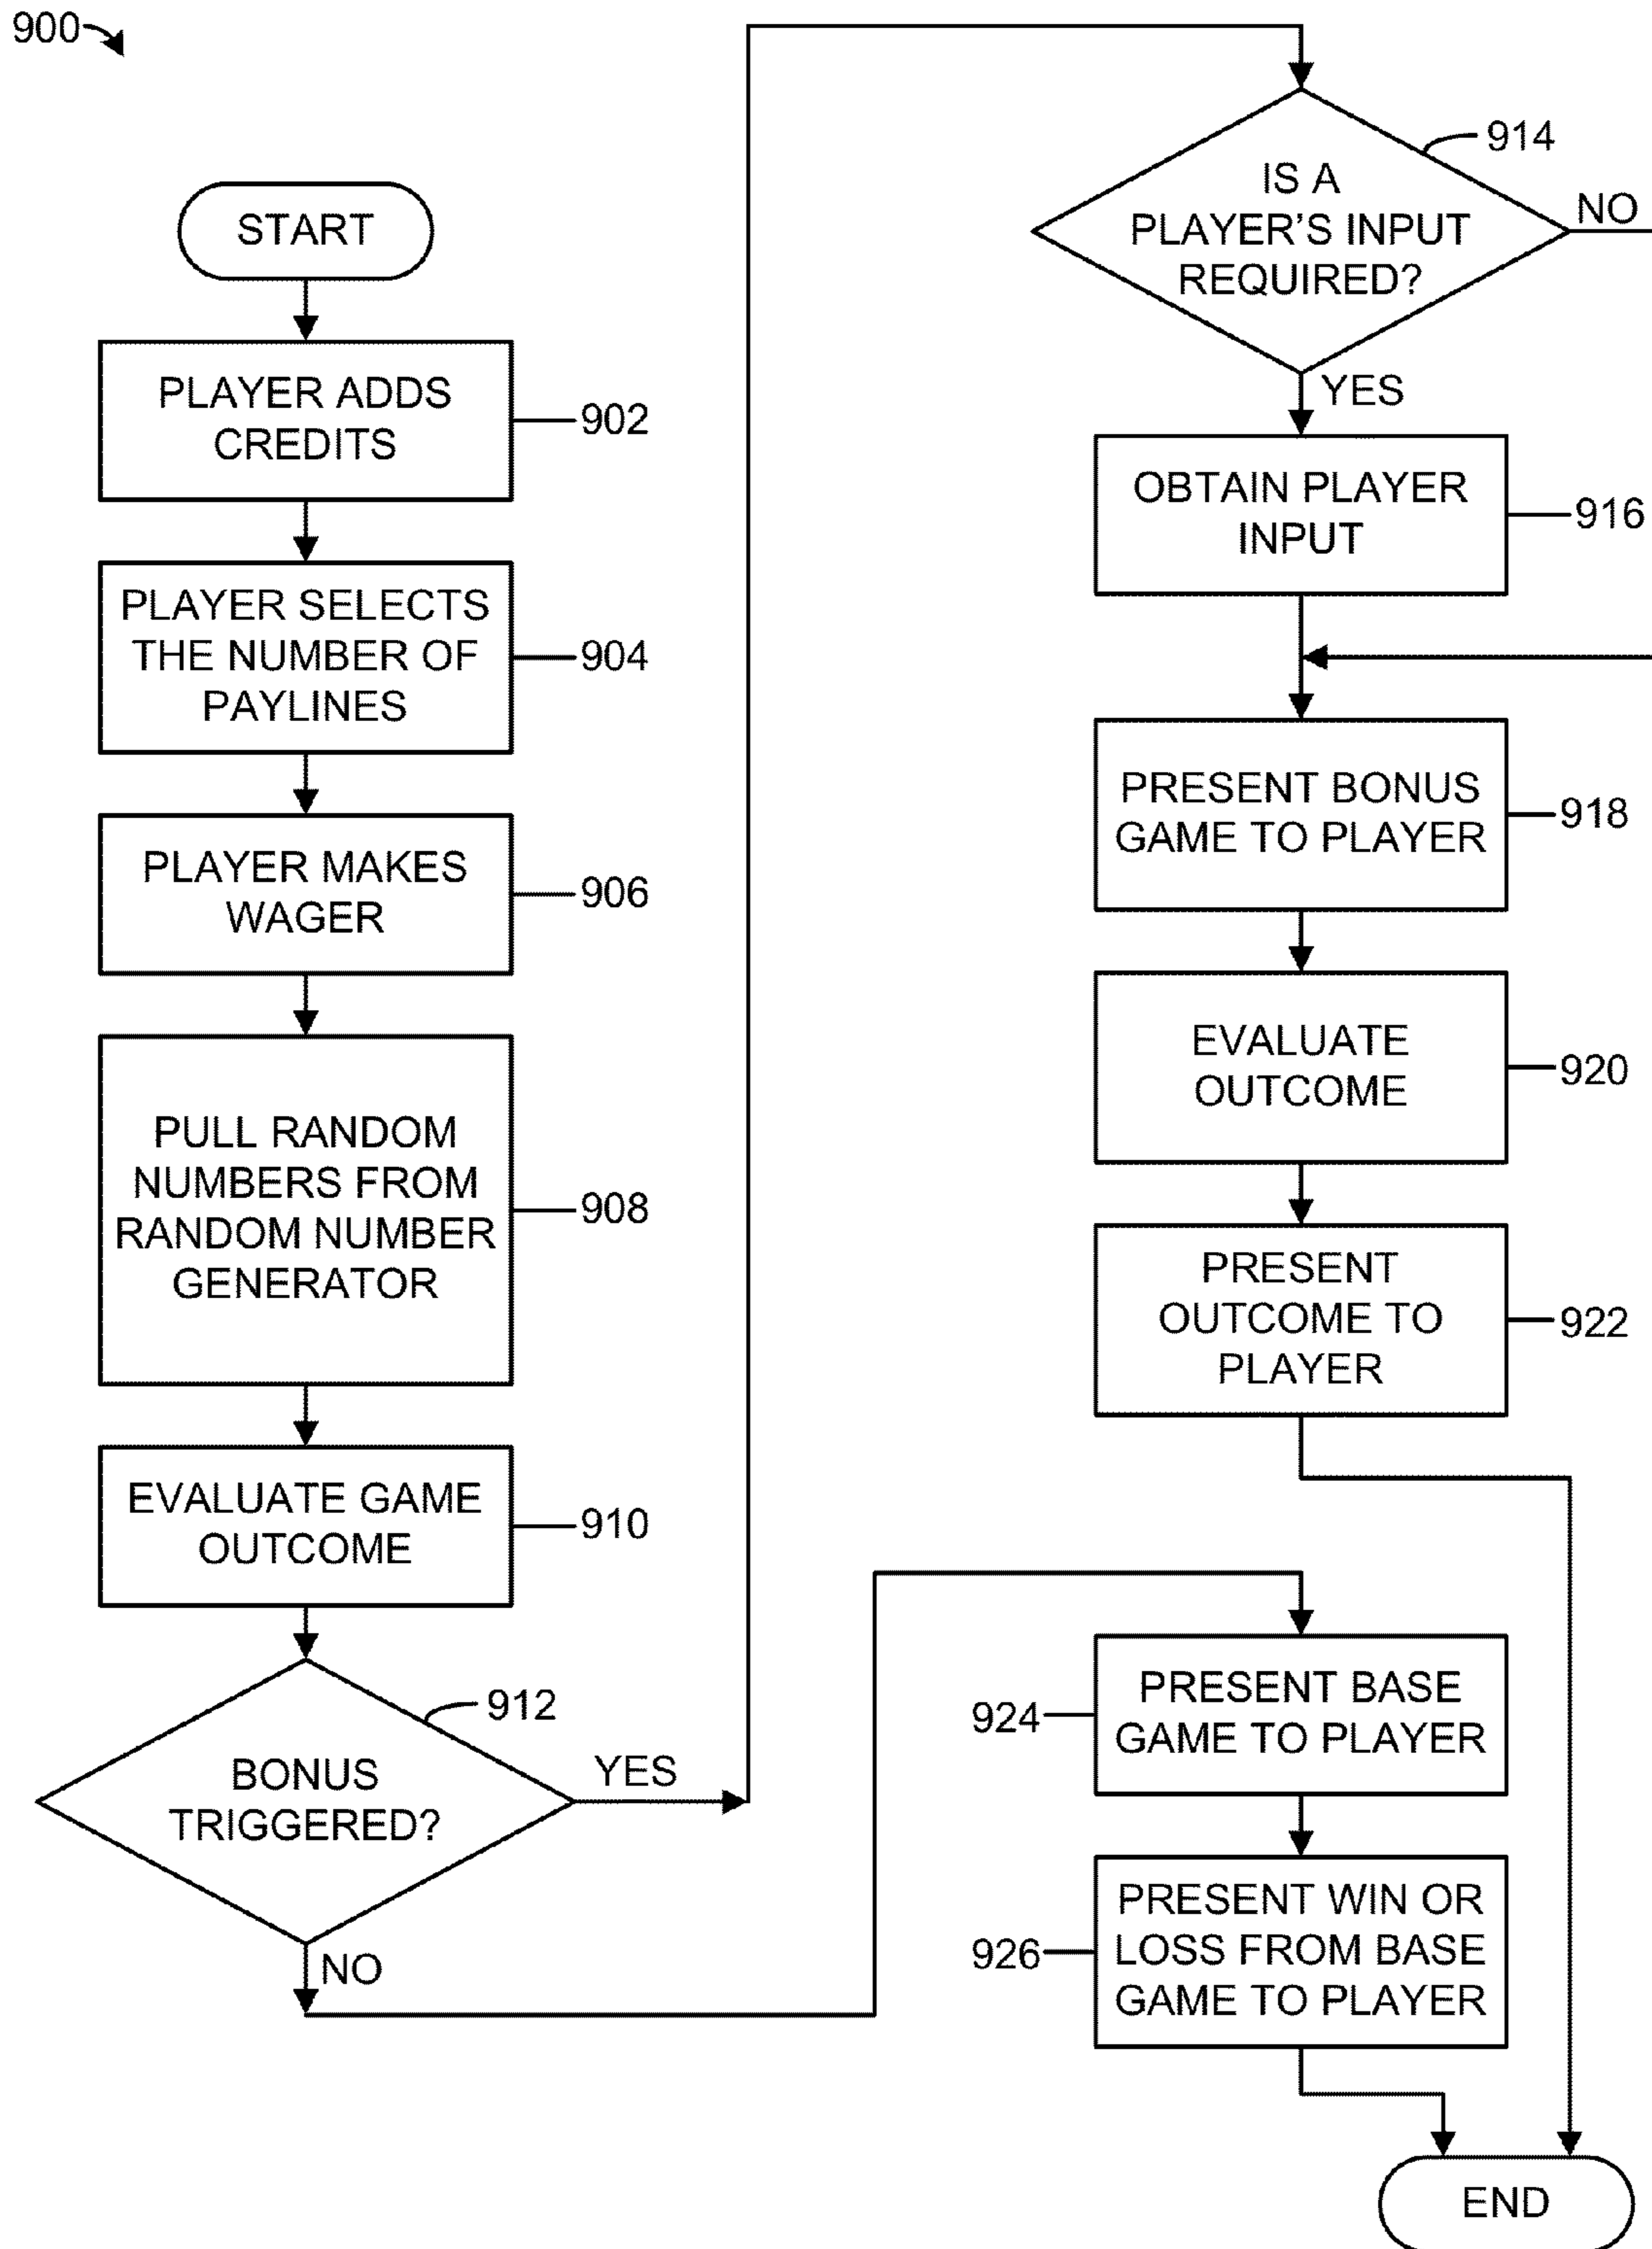 900
START
PLAYER ADDS
CREDITS
902
PLAYER SELECTS
THE NUMBER OF
PAYLINES
904
PLAYER MAKES
WAGER
906
PULL RANDOM
NUMBERS FROM
RANDOM NUMBER
GENERATOR
908
EVALUATE GAME
OUTCOME
910
912
BONUS
TRIGGERED?
YES
NO
914
IS A
PLAYER'S INPUT
REQUIRED?
NO
YES
OBTAIN PLAYER
INPUT
916
PRESENT BONUS
GAME TO PLAYER
918
EVALUATE
OUTCOME
920
PRESENT
OUTCOME TO
PLAYER
922
PRESENT BASE
GAME TO PLAYER
924
PRESENT WIN OR
LOSS FROM BASE
GAME TO PLAYER
926
END